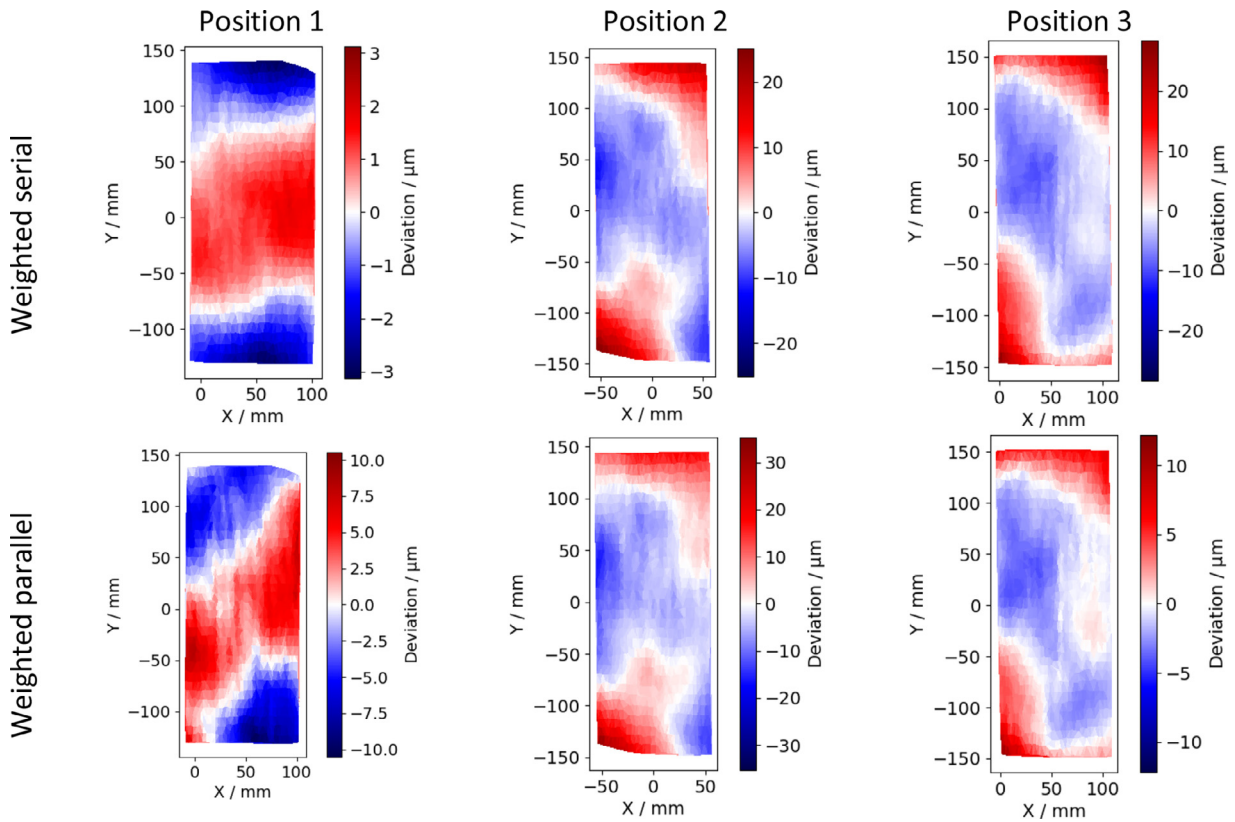 Position 1
Position 2
Position 3
Weighted serial
150
100
50
0
−50
−100
Y / mm
0 50 100
X / mm
3
2
1
0
−1
−2
−3
Deviation / µm
150
100
50
0
−50
−100
−150
Y / mm
−50 0 50
X / mm
20
10
0
−10
−20
Deviation / µm
150
100
50
0
−50
−100
−150
Y / mm
0 50 100
X / mm
20
10
0
−10
−20
Deviation / µm
Weighted parallel
150
100
50
0
−50
−100
Y / mm
0 50 100
X / mm
10.0
7.5
5.0
2.5
0.0
−2.5
−5.0
−7.5
−10.0
Deviation / µm
150
100
50
0
−50
−100
−150
Y / mm
−50 0 50
X / mm
30
20
10
0
−10
−20
−30
Deviation / µm
150
100
50
0
−50
−100
−150
Y / mm
0 50 100
X / mm
10
5
0
−5
−10
Deviation / µm